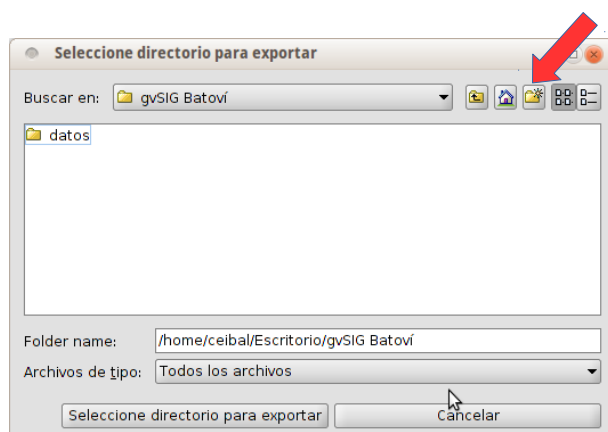 Seleccione directorio para exportar
Buscar en: gvSIG Batoví
datos
Folder name: /home/ceibal/Escritorio/gvSIG Batoví
Archivos de tipo: Todos los archivos
Seleccione directorio para exportar Cancelar